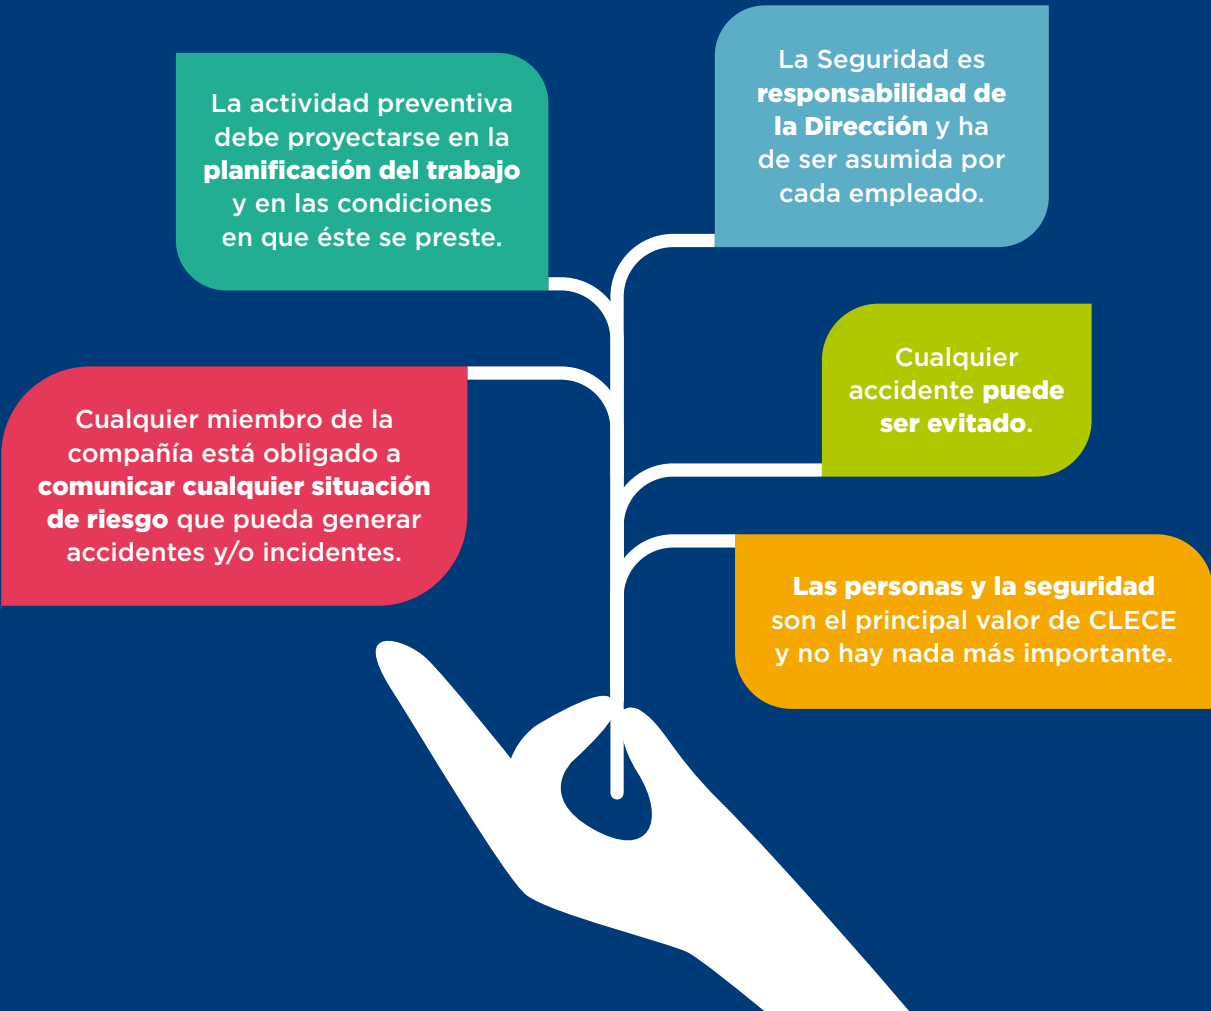 La actividad preventiva
debe proyectarse en la
planificación del trabajo
y en las condiciones
en que éste se preste.
La Seguridad es
responsabilidad de
la Dirección y ha
de ser asumida por
cada empleado.
Cualquier
accidente puede
ser evitado.
Cualquier miembro de la
compañía está obligado a
comunicar cualquier situación
de riesgo que pueda generar
accidentes y/o incidentes.
Las personas y la seguridad
son el principal valor de CLECE
y no hay nada más importante.